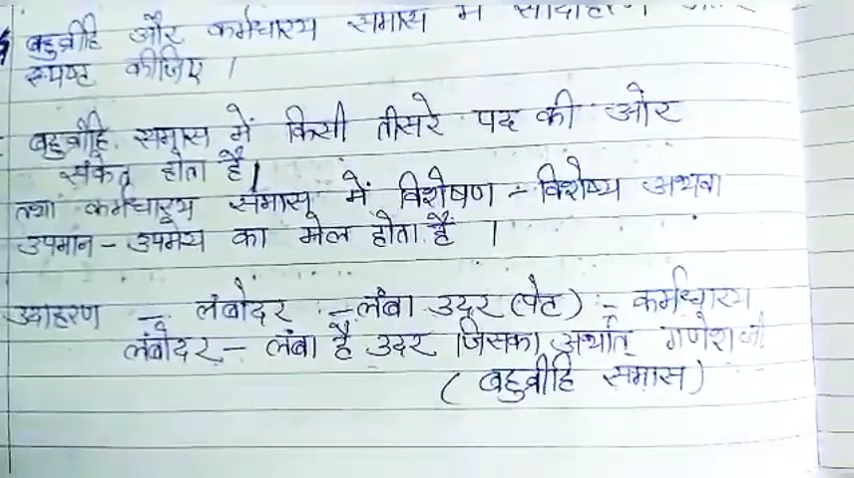 बहुव्रीहि और कर्मधारय समास में सोदाहरण
स्पष्ट कीजिए ।
बहुव्रीहि समास में किसी तीसरे पद की ओर
संकेत होता है।
तथा कर्मधारय समास में विशेषण - विशेष्य अथवा
उपमान - उपमेय का मेल होता है ।
उदाहरण - लंबोदर - लंबा उदर (पेट) - कर्मधारय
लंबोदर - लंबा है उदर जिसका अर्थात् गणेश जी
( बहुव्रीहि समास )